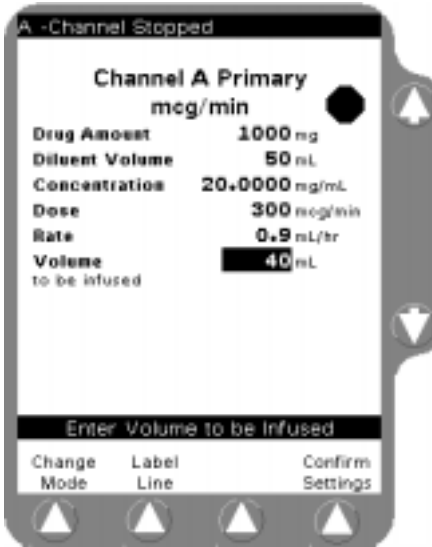 A -Channel Stopped
Channel A Primary
mcg/min
Drug Amount 1000 mg
Diluent Volume 50 mL
Concentration 20.0000 mg/mL
Dose 300 mcg/min
Rate 0.9 mL/hr
Volume 40 mL
to be infused
Enter Volume to be Infused
Change Label Confirm
Mode Line Settings